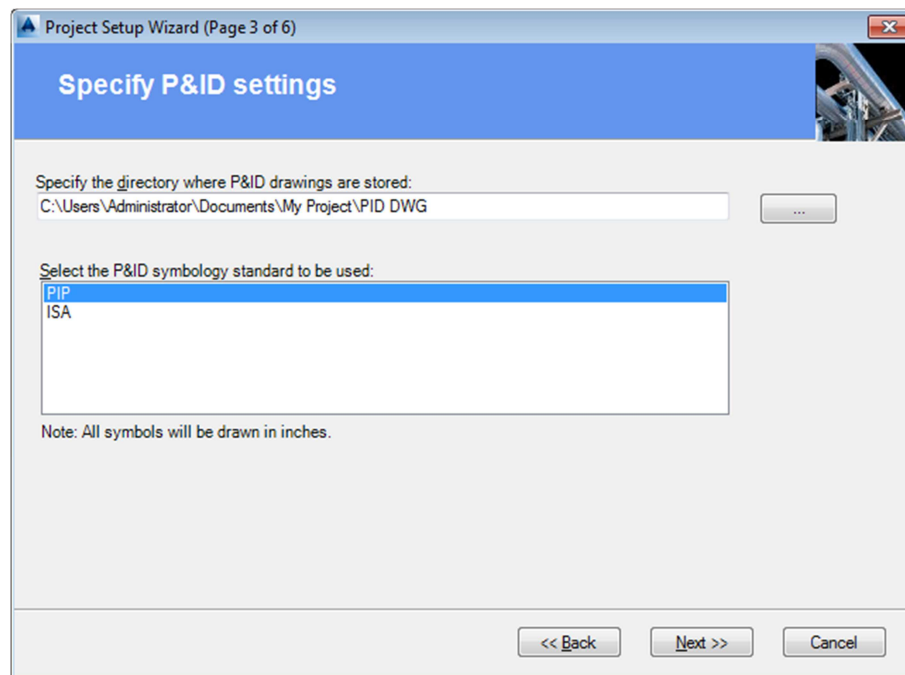 Project Setup Wizard (Page 3 of 6)
Specify P&ID settings
Specify the directory where P&ID drawings are stored:
C:\Users\Administrator\Documents\My Project\PID DWG
...
Select the P&ID symbology standard to be used:
PIP
ISA
Note: All symbols will be drawn in inches.
<< Back Next >> Cancel